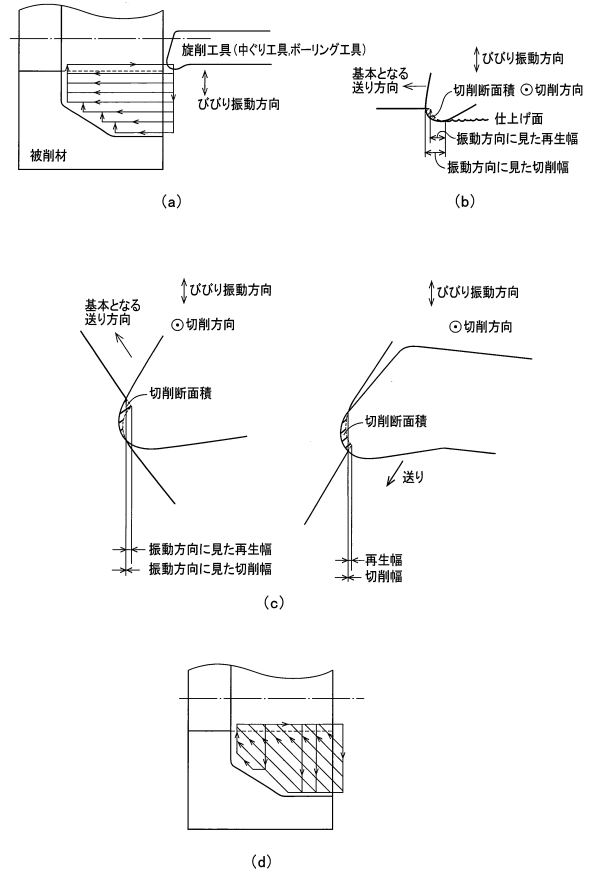 旋削工具(中ぐり工具,ボーリング工具)
びびり振動方向
被削材
(a)
びびり振動方向
基本となる
送り方向
切削断面積
切削方向
仕上げ面
振動方向に見た再生幅
振動方向に見た切削幅
(b)
びびり振動方向
基本となる
送り方向
切削方向
切削断面積
振動方向に見た再生幅
振動方向に見た切削幅
びびり振動方向
切削方向
切削断面積
送り
再生幅
切削幅
(c)
(d)